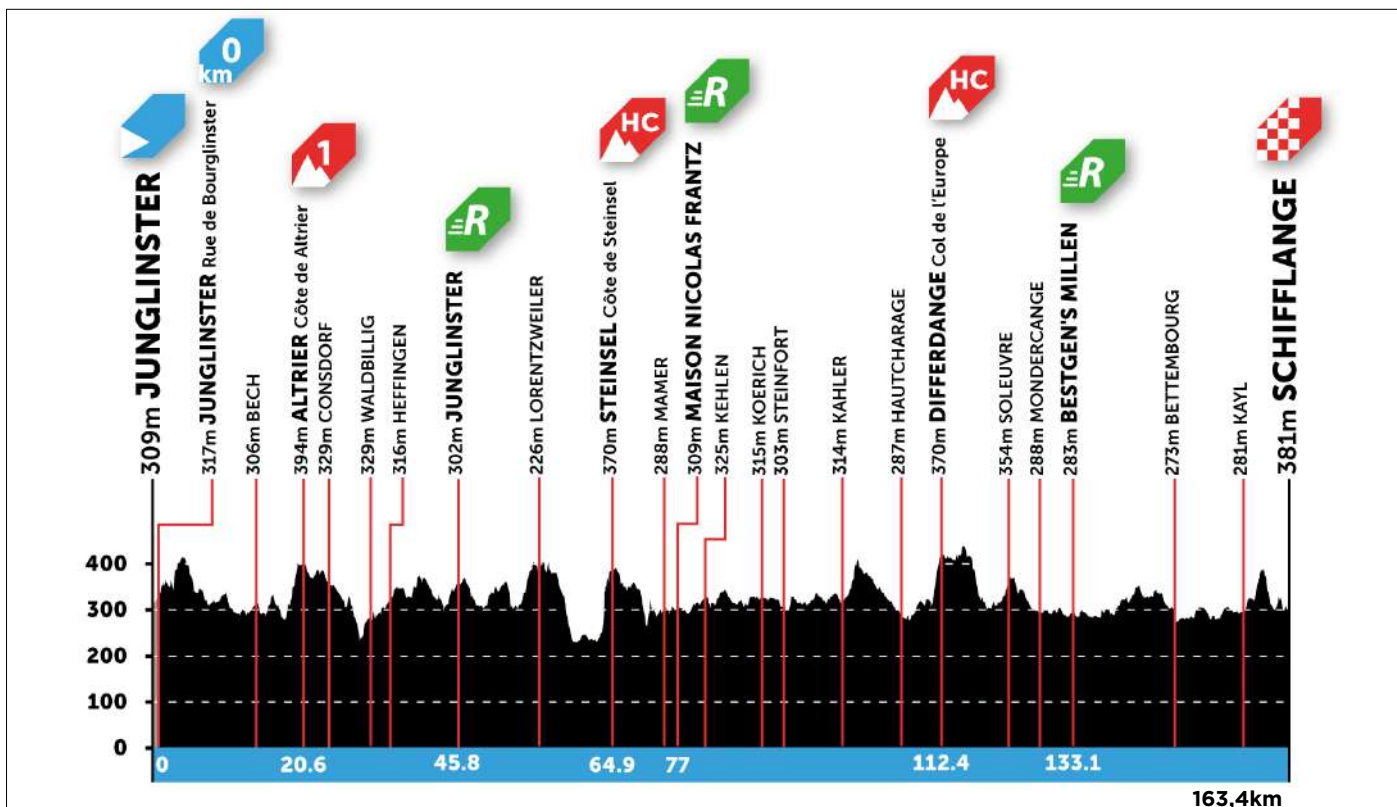 0
km
309m JUNGLINSTER
317m JUNGLINSTER Rue de Bourglinster
306m BECH
1
394m ALTRIER Côte de Altrier
329m CONSDORF
329m WALDBILLIG
316m HEFFINGEN
R
302m JUNGLINSTER
226m LORENTZWEILER
HC
370m STEINSEL Côte de Steinsel
288m MAMER
R
309m MAISON NICOLAS FRANTZ
325m KEHLEN
315m KOERICH
303m STEINFORT
314m KAHLER
287m HAUTCHARAGE
HC
370m DIFFERDANGE Col de l'Europe
354m SOLEUVRE
288m MONDERCANGE
R
283m BESTGEN'S MILLEN
273m BETTEMBOURG
281m KAYL
381m SCHIFFLANGE
400
300
200
100
0
0 20.6 45.8 64.9 77 112.4 133.1
163,4km